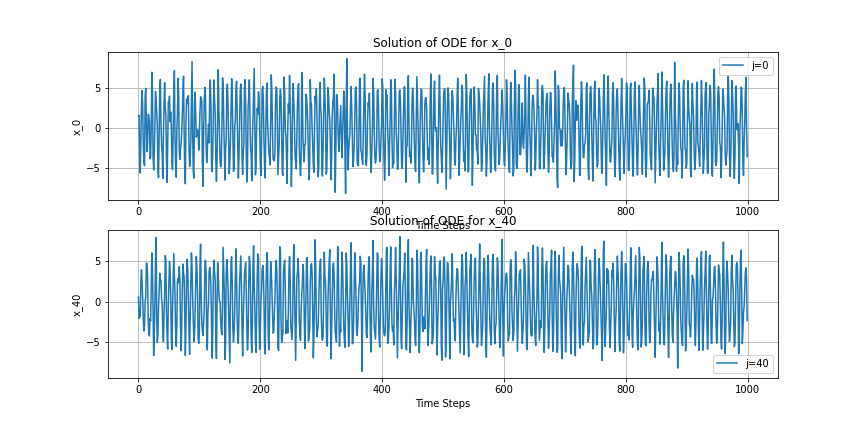 Solution of ODE for x_0
j=0
x_0
5
0
−5
0 200 400 600 800 1000
Time Steps
Solution of ODE for x_40
x_40
5
0
−5
j=40
0 200 400 600 800 1000
Time Steps